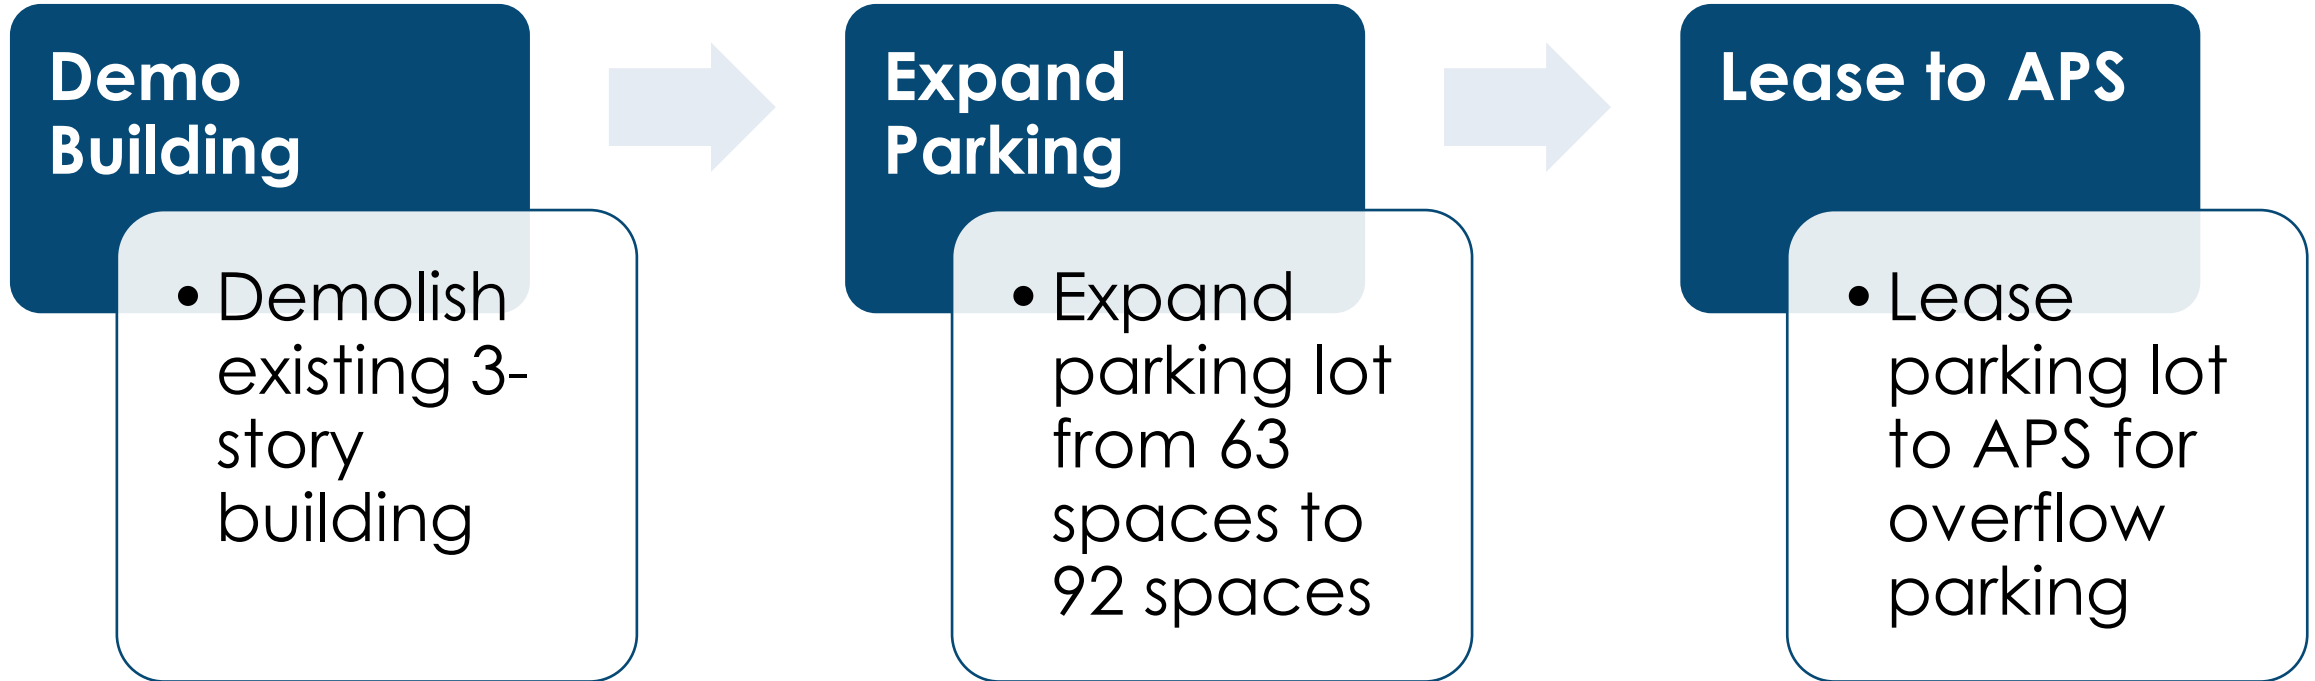 Demo
Building
• Demolish
existing 3-
story
building
Expand
Parking
• Expand
parking lot
from 63
spaces to
92 spaces
Lease to APS
• Lease
parking lot
to APS for
overflow
parking